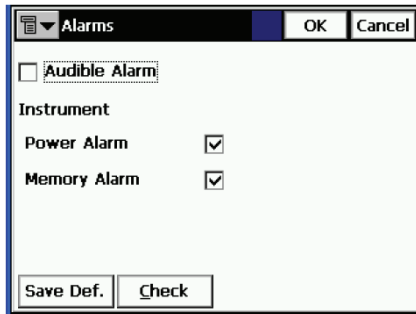 Alarms OK Cancel
Audible Alarm
Instrument
Power Alarm
Memory Alarm
Save Def. Check